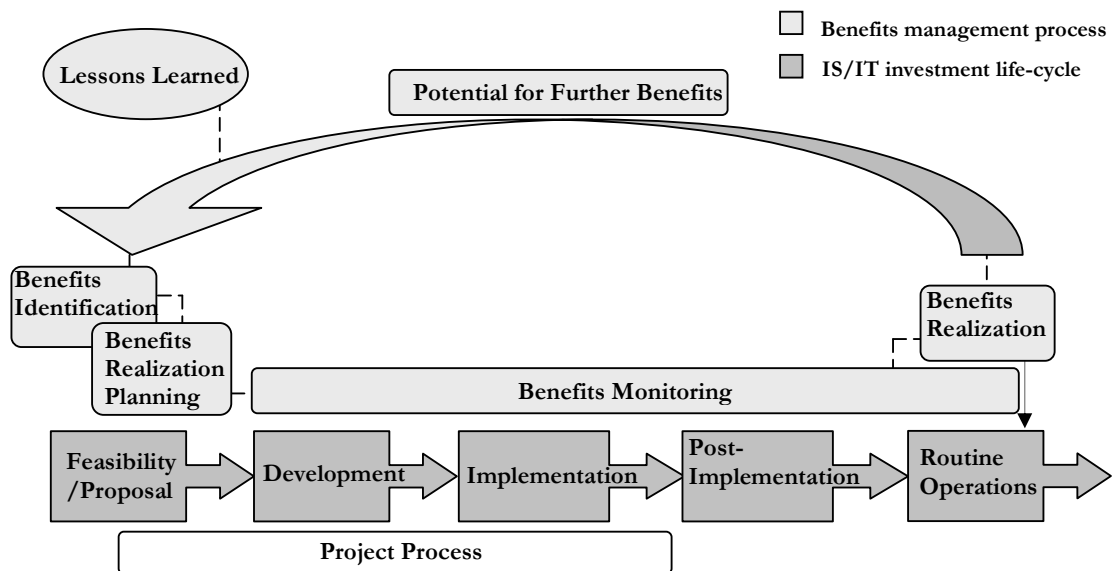 Benefits management process
IS/IT investment life-cycle
Lessons Learned
Potential for Further Benefits
Benefits
Identification
Benefits
Realization
Planning
Benefits
Realization
Benefits Monitoring
Feasibility
/Proposal
Development
Implementation
Post-
Implementation
Routine
Operations
Project Process